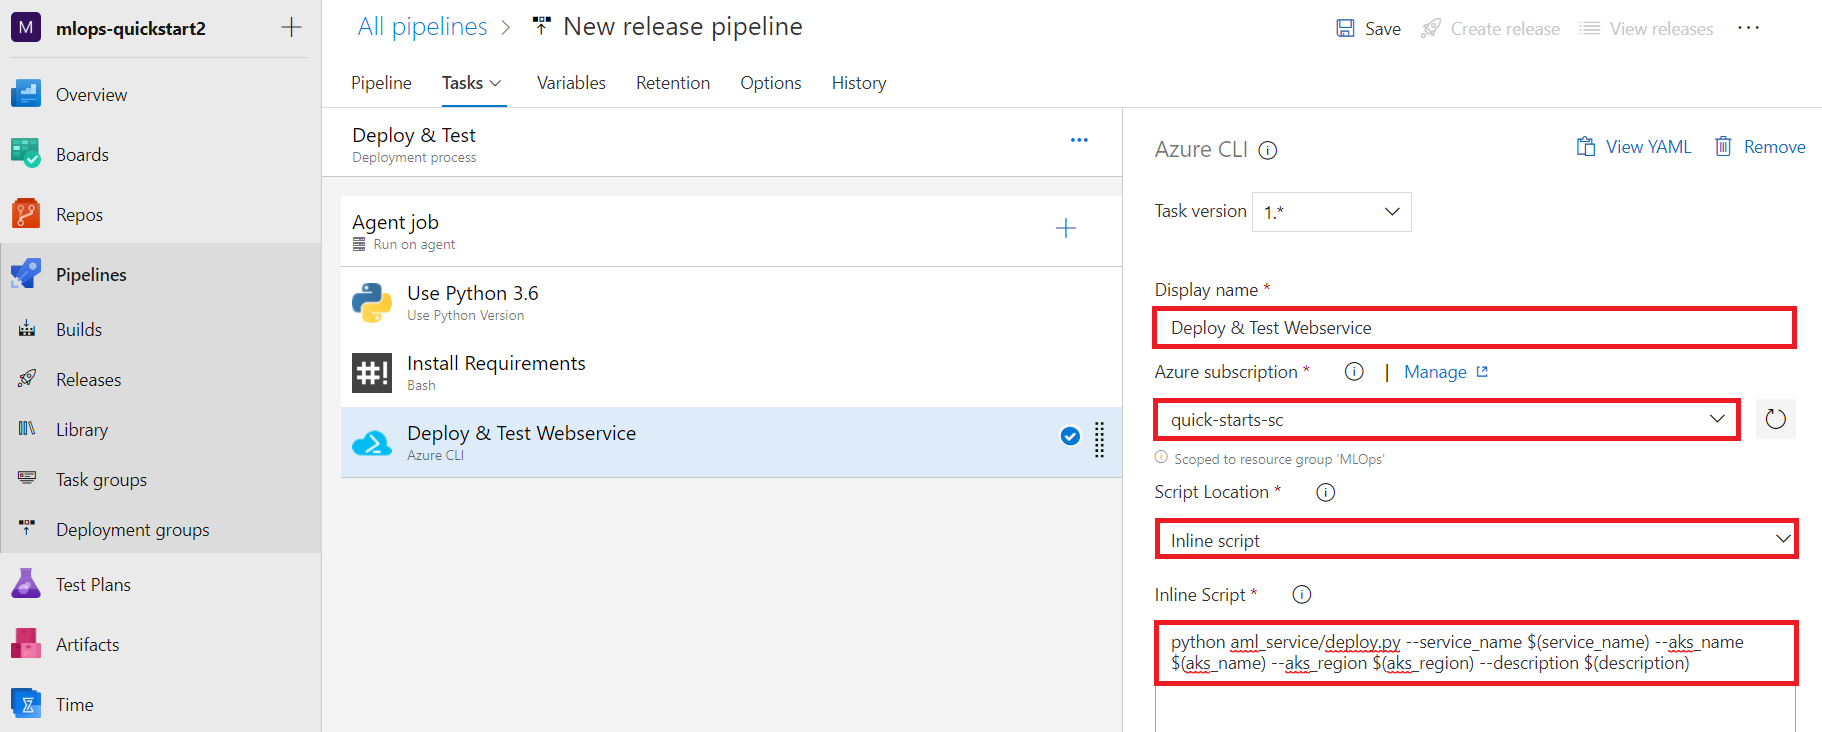 M
mlops-quickstart2
Overview
Boards
Repos
Pipelines
Builds
Releases
Library
Task groups
Deployment groups
Test Plans
Artifacts
Time
All pipelines > New release pipeline
Save
Create release
View releases
Pipeline
Tasks
Variables
Retention
Options
History
Deploy & Test
Deployment process
Agent job
Run on agent
Use Python 3.6
Use Python Version
#!
Install Requirements
Bash
Deploy & Test Webservice
Azure CLI
Azure CLI
View YAML
Remove
Task version
1.*
Display name *
Deploy & Test Webservice
Azure subscription *
| Manage
quick-starts-sc
Scoped to resource group 'MLOps'
Script Location *
Inline script
Inline Script *
python aml_service/deploy.py --service_name $(service_name) --aks_name
$(aks_name) --aks_region $(aks_region) --description $(description)